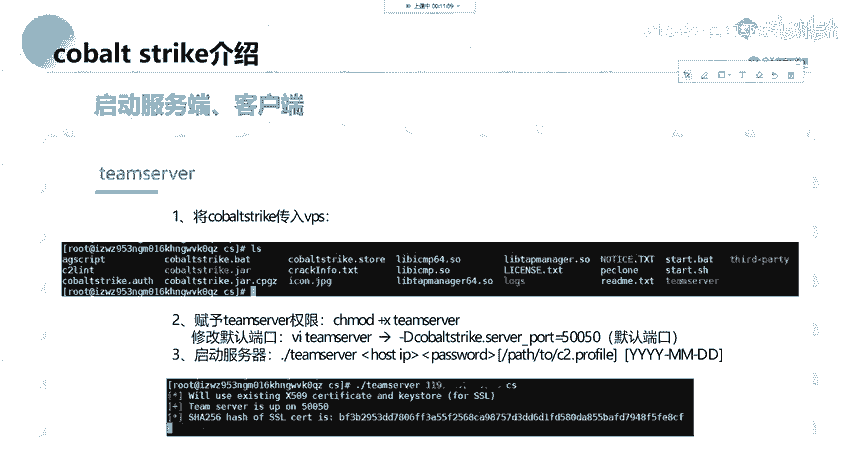 上课中 00:11:09
cobalt strike介绍
启动服务端、客户端
teamserver
1、将cobaltstrike传入vps:
[root@izwz953ngm016khngwvk0qz cs]# ls
agscript cobaltstrike.bat cobaltstrike.store libicmp64.so libtapmanager.so NOTICE.TXT start.bat third-party
c2lint cobaltstrike.jar crackInfo.txt libicmp.so LICENSE.txt peclone start.sh
cobaltstrike.auth cobaltstrike.jar.cpgz icon.jpg libtapmanager64.so logs readme.txt teamserver
[root@izwz953ngm016khngwvk0qz cs]#
2、赋予teamserver权限：chmod +x teamserver
修改默认端口：vi teamserver → -Dcobaltstrike.server_port=50050（默认端口）
3、启动服务器：./teamserver <host ip> <password> [/path/to/c2.profile] [YYYY-MM-DD]
[root@izwz953ngm016khngwvk0qz cs]# ./teamserver 119. cs
[*] Will use existing X509 certificate and keystore (for SSL)
[+] Team server is up on 50050
[*] SHA256 hash of SSL cert is: bf3b2953dd7806ff3a55f2568ca98757d3dd6d1fd580da855bafd7948f5fe8cf